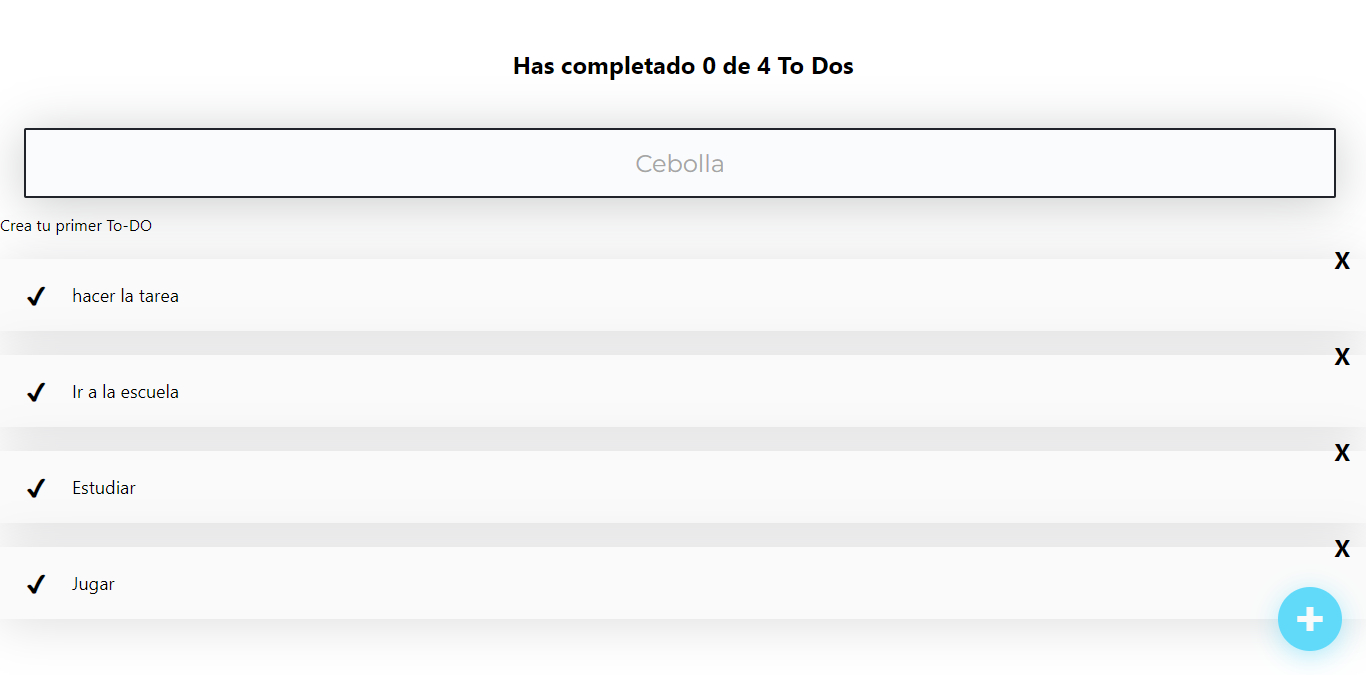 Has completado 0 de 4 To Dos
Cebolla
Crea tu primer To-DO
X
✔ hacer la tarea
X
✔ Ir a la escuela
X
✔ Estudiar
X
✔ Jugar
+